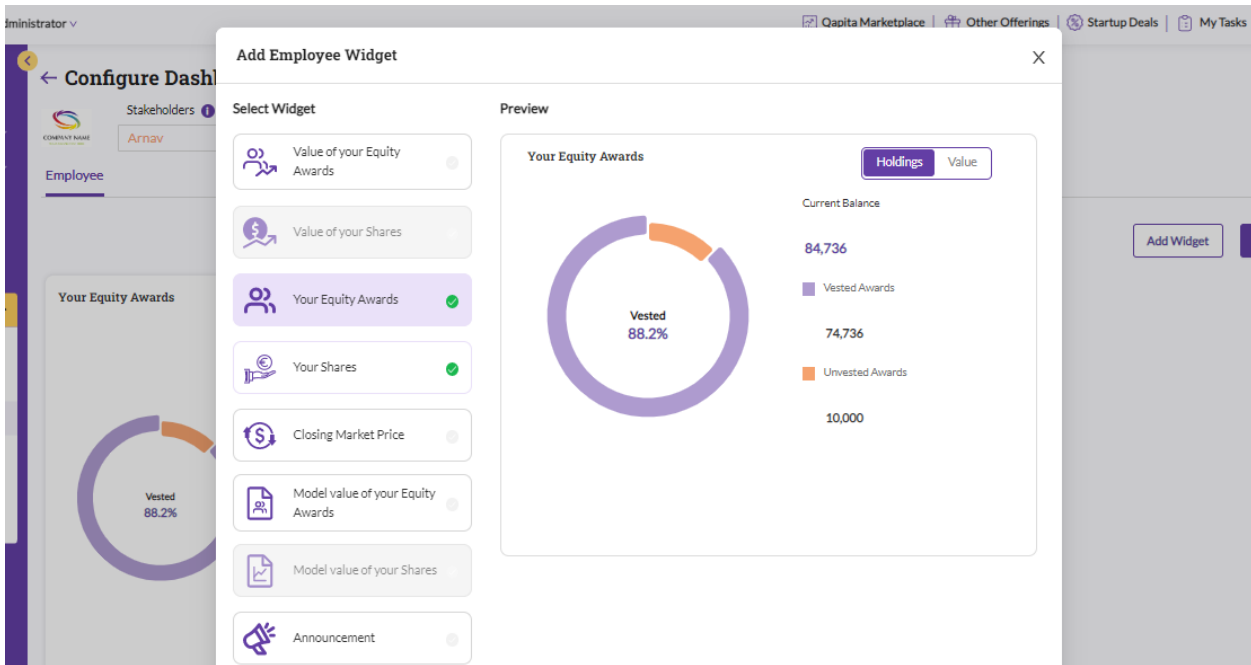 dministrator
Qapita Marketplace
Other Offerings
Startup Deals
My Tasks
Configure Dashl
COMPANY NAME
Stakeholders
Arnav
Employee
Add Widget
Your Equity Awards
Vested
88.2%
Add Employee Widget
Select Widget
Value of your Equity
Awards
Value of your Shares
Your Equity Awards
Your Shares
Closing Market Price
Model value of your Equity
Awards
Model value of your Shares
Announcement
Preview
Your Equity Awards
Holdings
Value
Current Balance
84,736
Vested Awards
74,736
Unvested Awards
10,000
Vested
88.2%